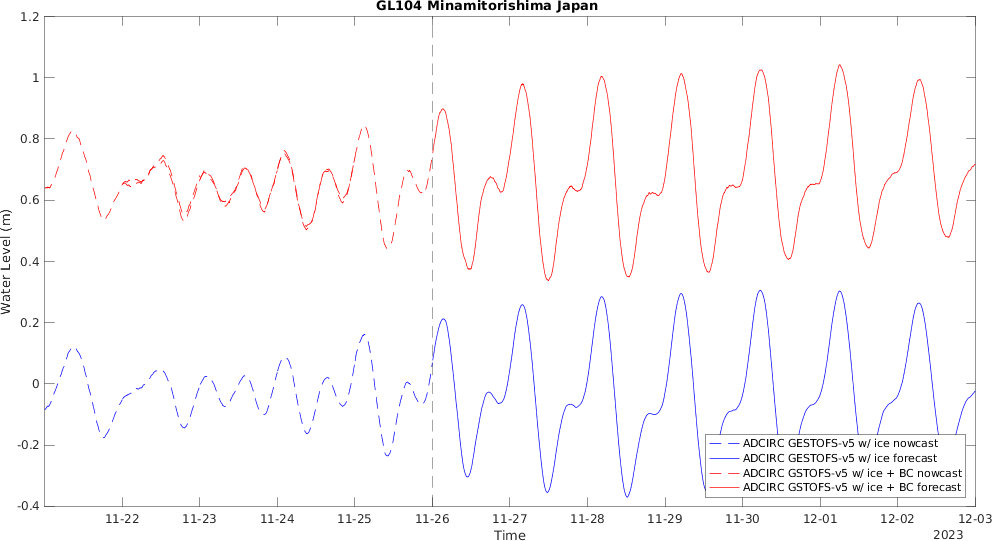 GL104 Minamitorishima Japan
1.2
1
0.8
0.6
0.4
0.2
0
-0.2
-0.4
Water Level (m)
11-22 11-23 11-24 11-25 11-26 11-27 11-28 11-29 11-30 12-01 12-02 12-03
Time
2023
ADCIRC GESTOFS-v5 w/ ice nowcast
ADCIRC GESTOFS-v5 w/ ice forecast
ADCIRC GSTOFS-v5 w/ ice + BC nowcast
ADCIRC GSTOFS-v5 w/ ice + BC forecast